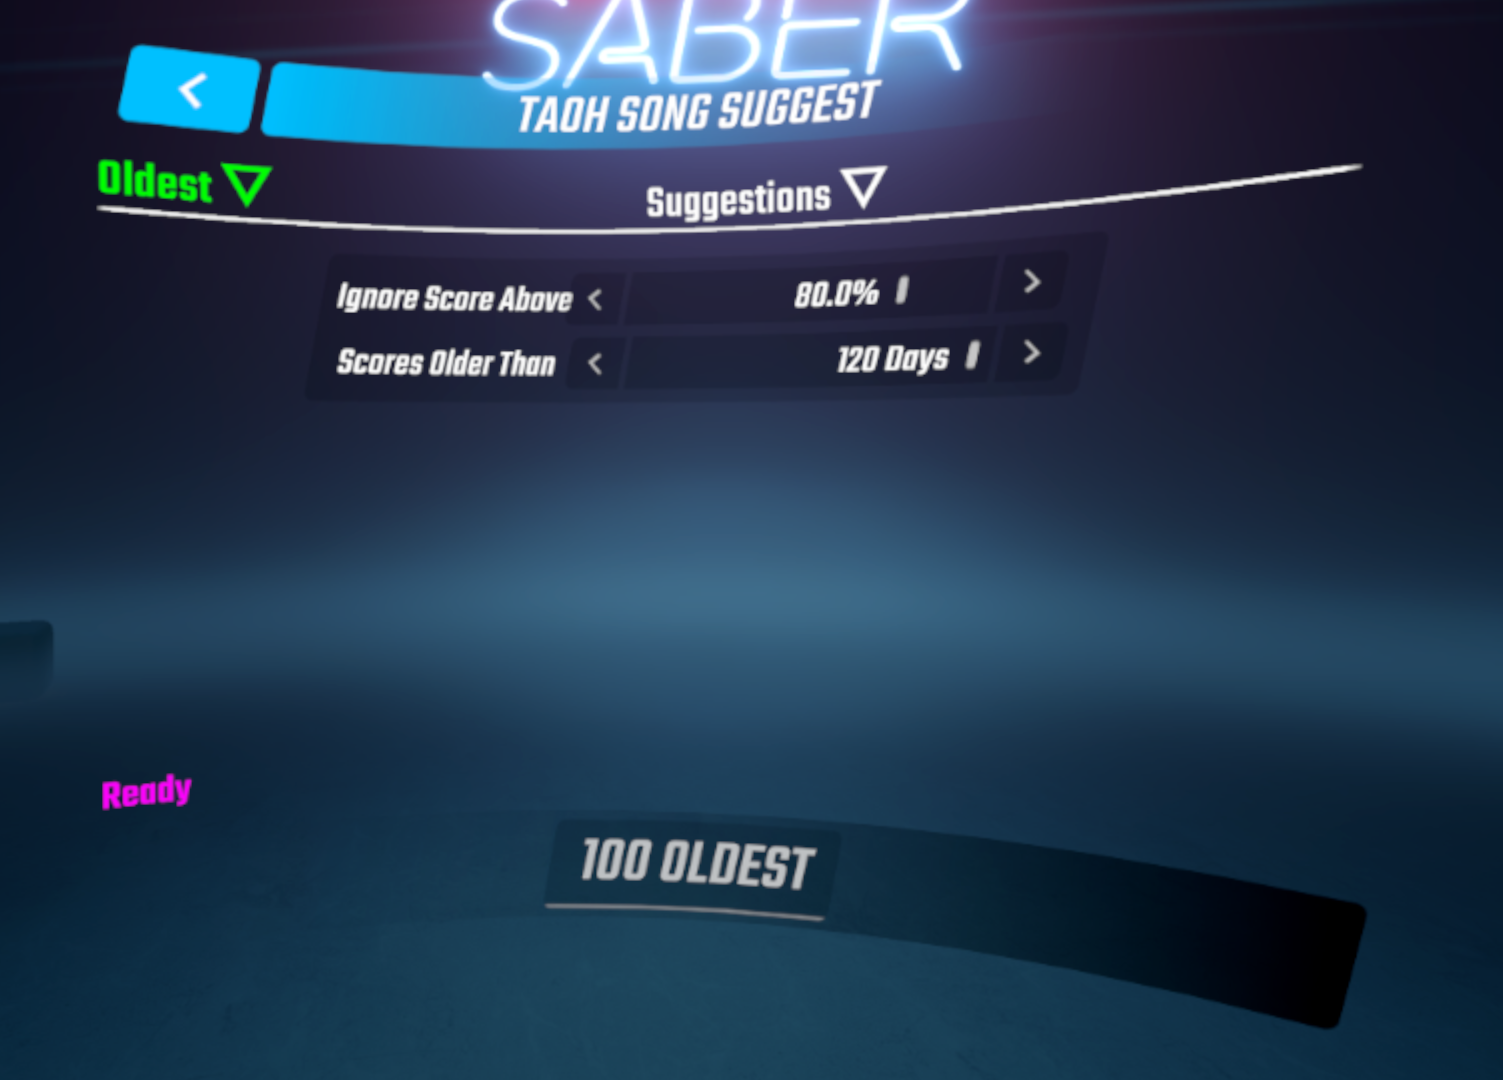 SABER
TAOH SONG SUGGEST
Oldest
Suggestions
Ignore Score Above 80.0%
Scores Older Than 120 Days
Ready
100 OLDEST